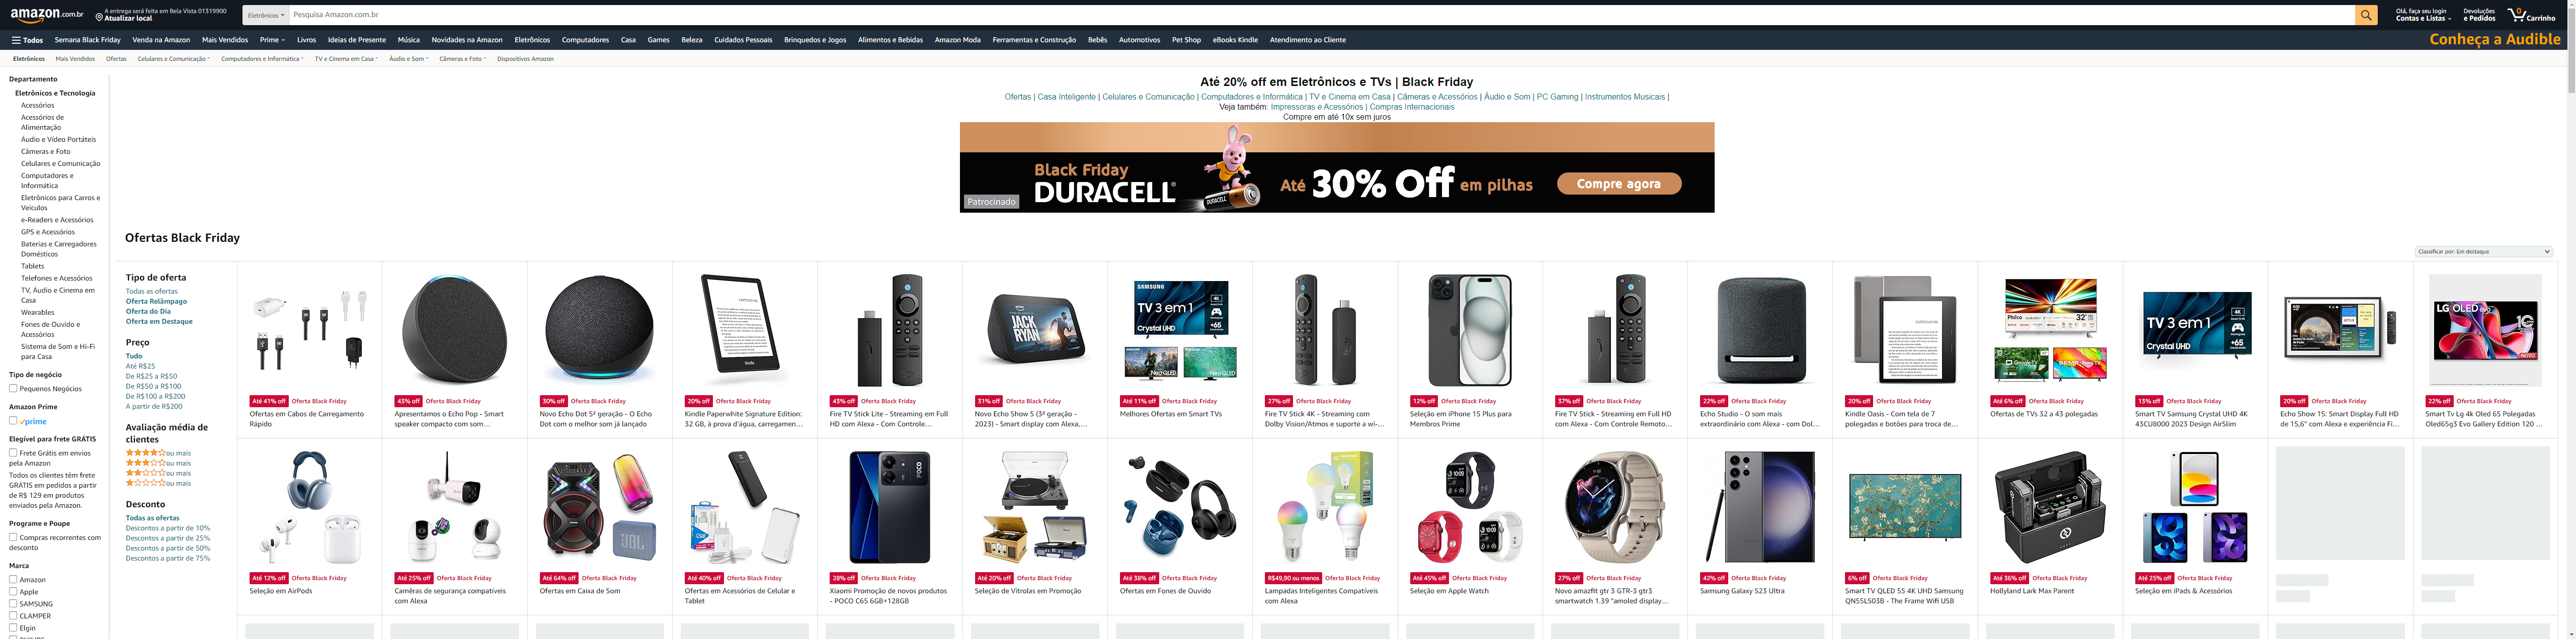 amazon.com.br
A entrega será feita em Bela Vista 01319900
Atualizar local
Eletrônicos
Pesquisa Amazon.com.br
Olá, faça seu login
Contas e Listas
Devoluções
e Pedidos
0
Carrinho
Todos Semana Black Friday Venda na Amazon Mais Vendidos Prime Livros Ideias de Presente Música Novidades na Amazon Eletrônicos Computadores Casa Games Beleza Cuidados Pessoais Brinquedos e Jogos Alimentos e Bebidas Amazon Moda Ferramentas e Construção Bebês Automotivos Pet Shop eBooks Kindle Atendimento ao Cliente
Conheça a Audible
Eletrônicos Mais Vendidos Ofertas Celulares e Comunicação Computadores e Informática TV e Cinema em Casa Áudio e Som Câmeras e Foto Dispositivos Amazon
Departamento
Eletrônicos e Tecnologia
Acessórios
Acessórios de
Alimentação
Áudio e Vídeo Portáteis
Câmeras e Foto
Celulares e Comunicação
Computadores e
Informática
Eletrônicos para Carros e
Veículos
e-Readers e Acessórios
GPS e Acessórios
Baterias e Carregadores
Domésticos
Tablets
Telefones e Acessórios
TV, Áudio e Cinema em
Casa
Wearables
Fones de Ouvido e
Acessórios
Sistema de Som e Hi-Fi
para Casa
Tipo de negócio
Pequenos Negócios
Amazon Prime
prime
Elegível para frete GRÁTIS
Frete Grátis em envios
pela Amazon
Todos os clientes têm frete
GRÁTIS em pedidos a partir
de R$ 129 em produtos
enviados pela Amazon.
Programe e Poupe
Compras recorrentes com
desconto
Marca
Amazon
Apple
SAMSUNG
CLAMPER
Elgin
Até 20% off em Eletrônicos e TVs | Black Friday
Ofertas | Casa Inteligente | Celulares e Comunicação | Computadores e Informática | TV e Cinema em Casa | Câmeras e Acessórios | Áudio e Som | PC Gaming | Instrumentos Musicais |
Veja também: Impressoras e Acessórios | Compras Internacionais
Compre em até 10x sem juros
Black Friday
DURACELL
DURACELL
Até 30% Off em pilhas
Compre agora
Patrocinado
Ofertas Black Friday
Classificar por: Em destaque
Tipo de oferta
Todas as ofertas
Oferta Relâmpago
Oferta do Dia
Oferta em Destaque
Preço
Tudo
Até R$25
De R$25 a R$50
De R$50 a R$100
De R$100 a R$200
A partir de R$200
Avaliação média de
clientes
ou mais
ou mais
ou mais
ou mais
Desconto
Todas as ofertas
Descontos a partir de 10%
Descontos a partir de 25%
Descontos a partir de 50%
Descontos a partir de 75%
Até 41% off Oferta Black Friday
Ofertas em Cabos de Carregamento
Rápido
43% off Oferta Black Friday
Apresentamos o Echo Pop - Smart
speaker compacto com som…
30% off Oferta Black Friday
Novo Echo Dot 5ª geração - O Echo
Dot com o melhor som já lançado
kindle
20% off Oferta Black Friday
Kindle Paperwhite Signature Edition:
32 GB, à prova d'água, carregamen…
43% off Oferta Black Friday
Fire TV Stick Lite - Streaming em Full
HD com Alexa - Com Controle…
JACK
RYAN
31% off Oferta Black Friday
Novo Echo Show 5 (3ª geração -
2023) - Smart display com Alexa,…
SAMSUNG
TV 3 em 1
Crystal UHD
4K
+65
Neo QLED
Até 11% off Oferta Black Friday
Melhores Ofertas em Smart TVs
27% off Oferta Black Friday
Fire TV Stick 4K - Streaming com
Dolby Vision/Atmos e suporte a wi-…
12% off Oferta Black Friday
Seleção em iPhone 15 Plus para
Membros Prime
37% off Oferta Black Friday
Fire TV Stick - Streaming em Full HD
com Alexa - Com Controle Remoto…
22% off Oferta Black Friday
Echo Studio - O som mais
extraordinário com Alexa - com Dol…
20% off Oferta Black Friday
Kindle Oasis - Com tela de 7
polegadas e botões para troca de…
Philco
32"
Até 6% off Oferta Black Friday
Ofertas de TVs 32 a 43 polegadas
TV 3 em 1
Crystal UHD
4K
+65
13% off Oferta Black Friday
Smart TV Samsung Crystal UHD 4K
43CU8000 2023 Design AirSlim
20% off Oferta Black Friday
Echo Show 15: Smart Display Full HD
de 15,6" com Alexa e experiência Fi…
LG OLED evo
NOVO
22% off Oferta Black Friday
Smart Tv Lg 4k Oled 65 Polegadas
Oled65g3 Evo Gallery Edition 120 …
Até 12% off Oferta Black Friday
Seleção em AirPods
Até 25% off Oferta Black Friday
Camêras de segurança compatíveis
com Alexa
JBL
Até 64% off Oferta Black Friday
Ofertas em Caixa de Som
Até 40% off Oferta Black Friday
Ofertas em Acessórios de Celular e
Tablet
POCO
28% off Oferta Black Friday
Xiaomi Promoção de novos produtos
- POCO C65 6GB+128GB
Até 20% off Oferta Black Friday
Seleção de Vitrolas em Promoção
Até 38% off Oferta Black Friday
Ofertas em Fones de Ouvido
R$49,90 ou menos Oferta Black Friday
Lampadas Inteligentes Compatíveis
com Alexa
10:09
Até 45% off Oferta Black Friday
Seleção em Apple Watch
27% off Oferta Black Friday
Novo amazfit gtr 3 GTR-3 gtr3
smartwatch 1.39 "amoled display…
42% off Oferta Black Friday
Samsung Galaxy S23 Ultra
6% off Oferta Black Friday
Smart TV QLED 55 4K UHD Samsung
QN55LS03B - The Frame Wifi USB
Até 36% off Oferta Black Friday
Hollyland Lark Max Parent
Até 25% off Oferta Black Friday
Seleção em iPads & Acessórios